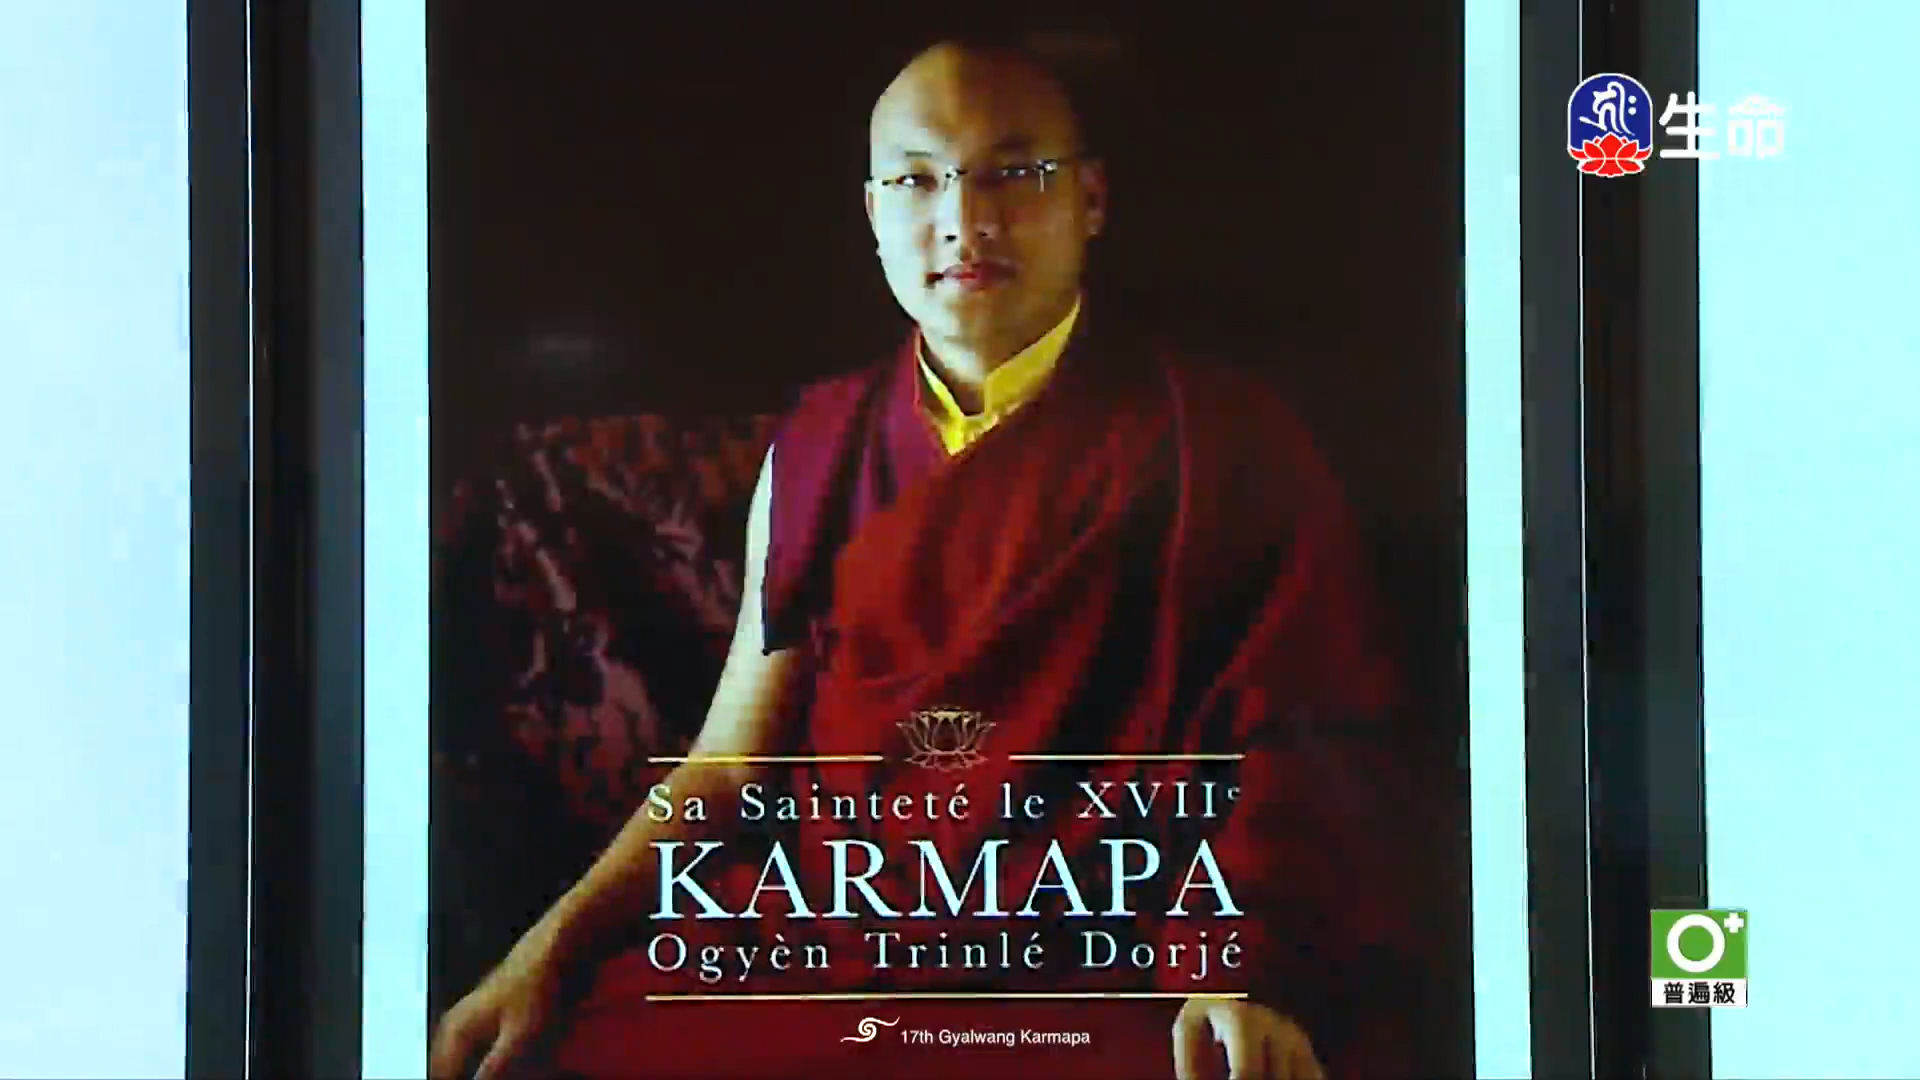 生命
Sa Sainteté le XVIIe
KARMAPA
Ogyèn Trinlé Dorjé
17th Gyalwang Karmapa
普遍級